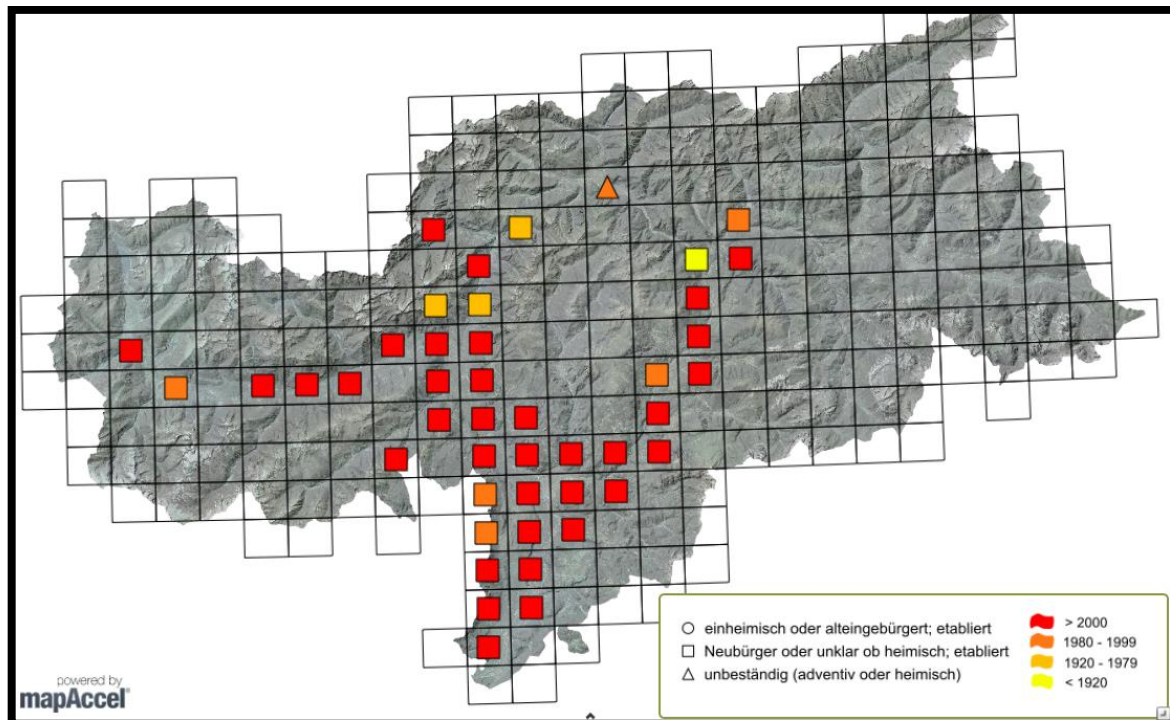 einheimisch oder alteingebürgert; etabliert
Neubürger oder unklar ob heimisch; etabliert
unbeständig (adventiv oder heimisch)
> 2000
1980 - 1999
1920 - 1979
< 1920
powered by
mapAccel®